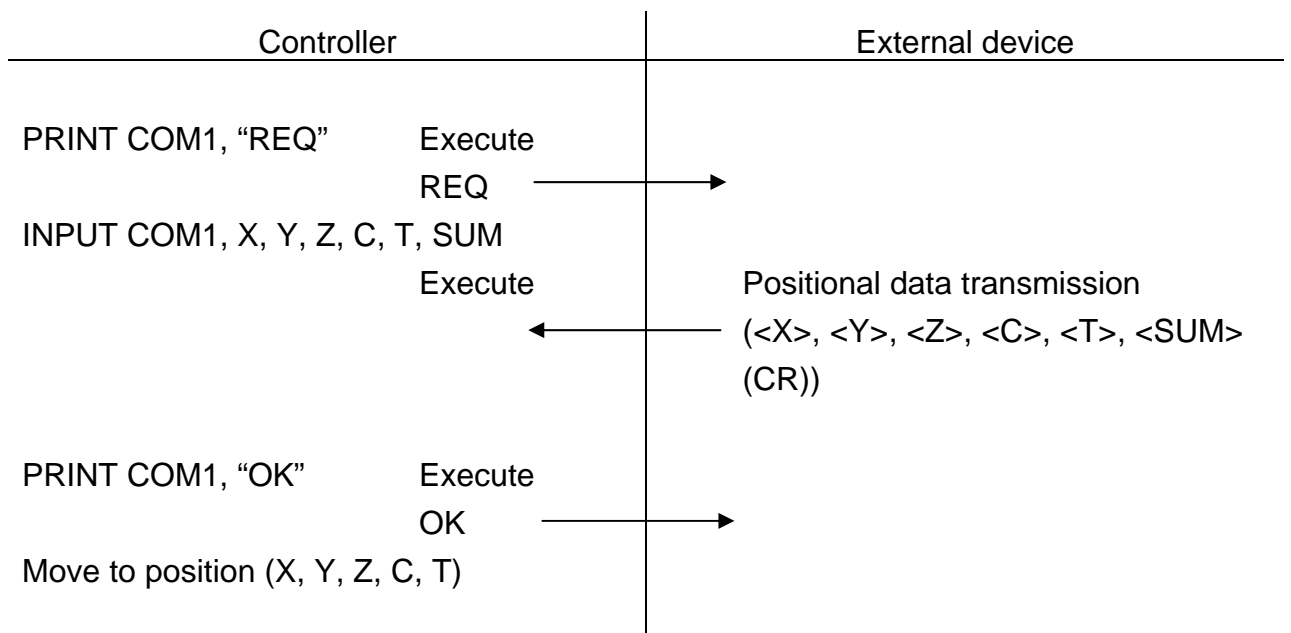 Controller External device
PRINT COM1, “REQ” Execute
REQ
INPUT COM1, X, Y, Z, C, T, SUM
Execute Positional data transmission
(<X>, <Y>, <Z>, <C>, <T>, <SUM>
(CR))
PRINT COM1, “OK” Execute
OK
Move to position (X, Y, Z, C, T)